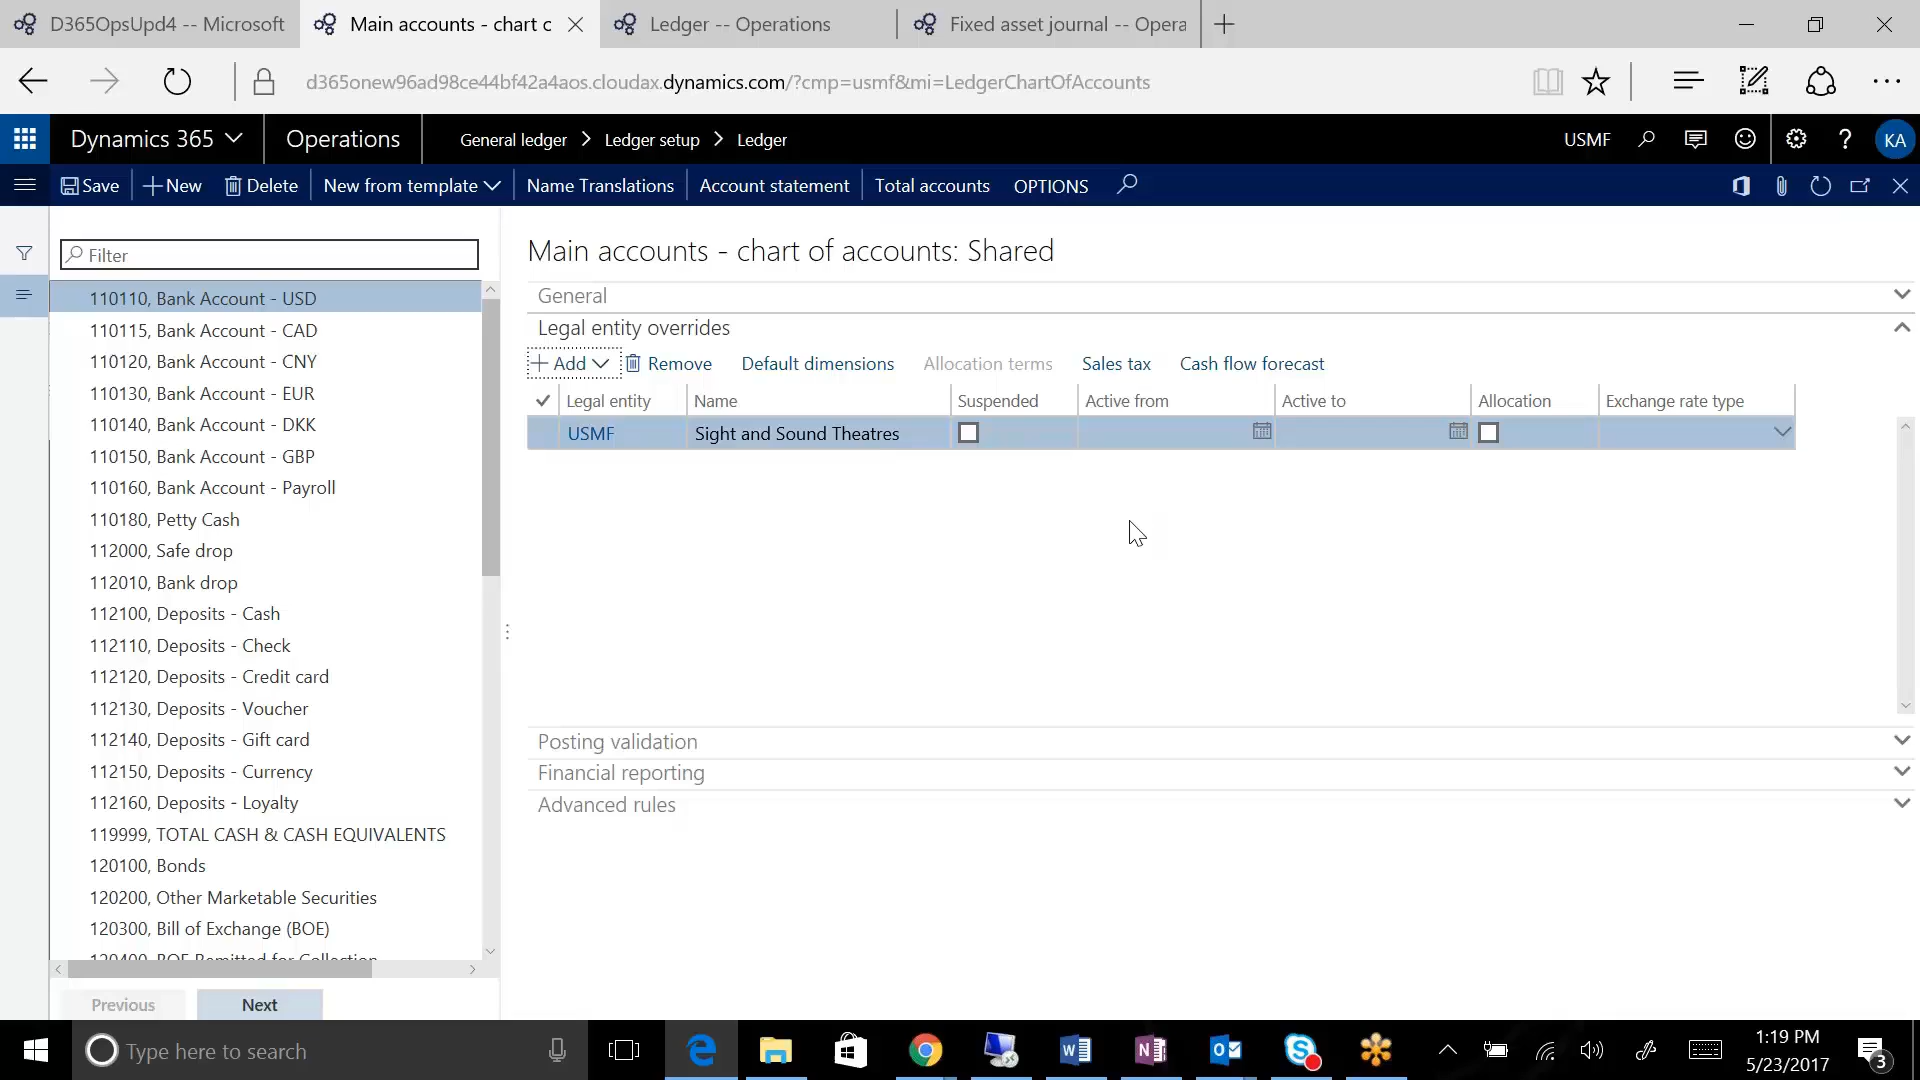 D365OpsUpd4 -- Microsoft
Main accounts - chart c
Ledger -- Operations
Fixed asset journal -- Opera
d365onew96ad98ce44bf42a4aos.cloudax.dynamics.com/?cmp=usmf&mi=LedgerChartOfAccounts
Dynamics 365
Operations
General ledger > Ledger setup > Ledger
USMF
KA
Save
New
Delete
New from template
Name Translations
Account statement
Total accounts
OPTIONS
Filter
110110, Bank Account - USD
110115, Bank Account - CAD
110120, Bank Account - CNY
110130, Bank Account - EUR
110140, Bank Account - DKK
110150, Bank Account - GBP
110160, Bank Account - Payroll
110180, Petty Cash
112000, Safe drop
112010, Bank drop
112100, Deposits - Cash
112110, Deposits - Check
112120, Deposits - Credit card
112130, Deposits - Voucher
112140, Deposits - Gift card
112150, Deposits - Currency
112160, Deposits - Loyalty
119999, TOTAL CASH & CASH EQUIVALENTS
120100, Bonds
120200, Other Marketable Securities
120300, Bill of Exchange (BOE)
120400, BOE Remitted for Collection
Previous
Next
Main accounts - chart of accounts: Shared
General
Legal entity overrides
Add
Remove
Default dimensions
Allocation terms
Sales tax
Cash flow forecast
Legal entity
Name
Suspended
Active from
Active to
Allocation
Exchange rate type
USMF
Sight and Sound Theatres
Posting validation
Financial reporting
Advanced rules
Type here to search
1:19 PM
5/23/2017
3